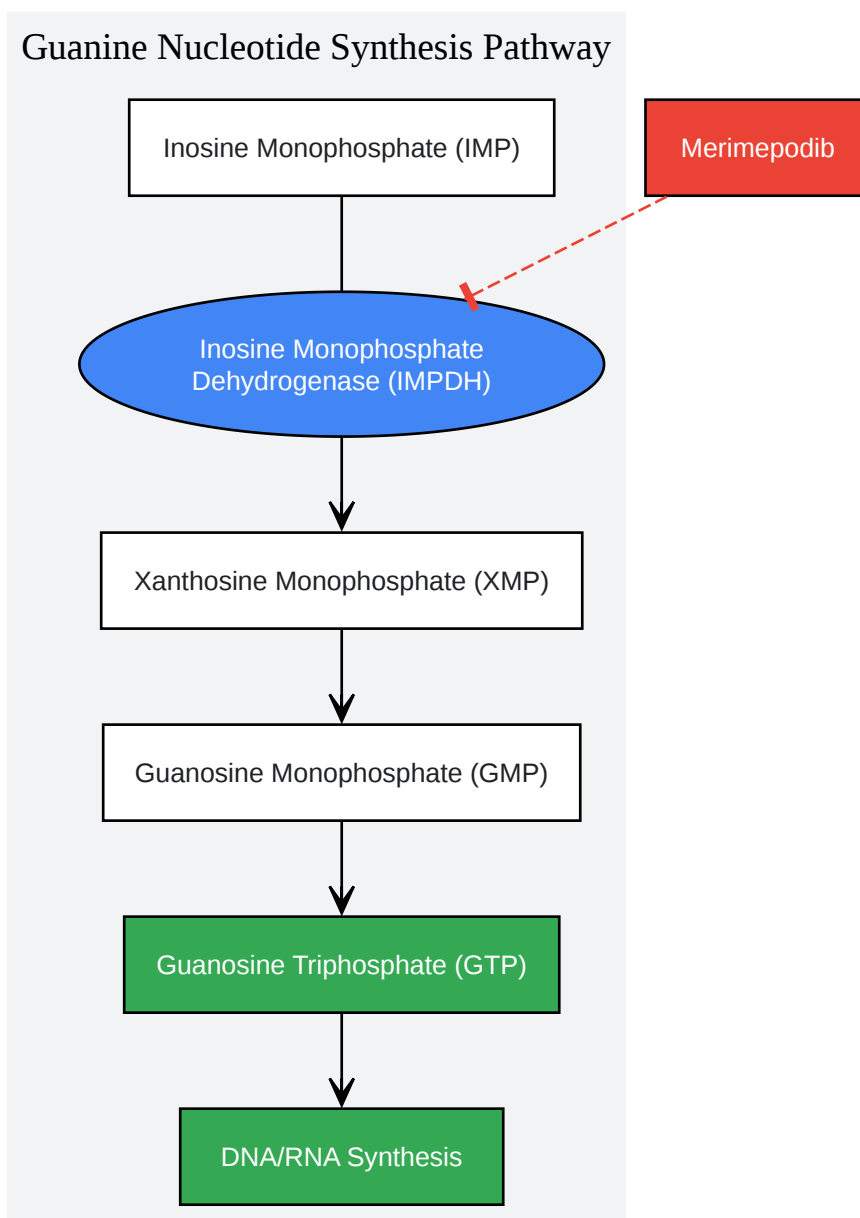 Guanine Nucleotide Synthesis Pathway
Inosine Monophosphate (IMP)
Merimepodib
Inosine Monophosphate
Dehydrogenase (IMPDH)
Xanthosine Monophosphate (XMP)
Guanosine Monophosphate (GMP)
Guanosine Triphosphate (GTP)
DNA/RNA Synthesis